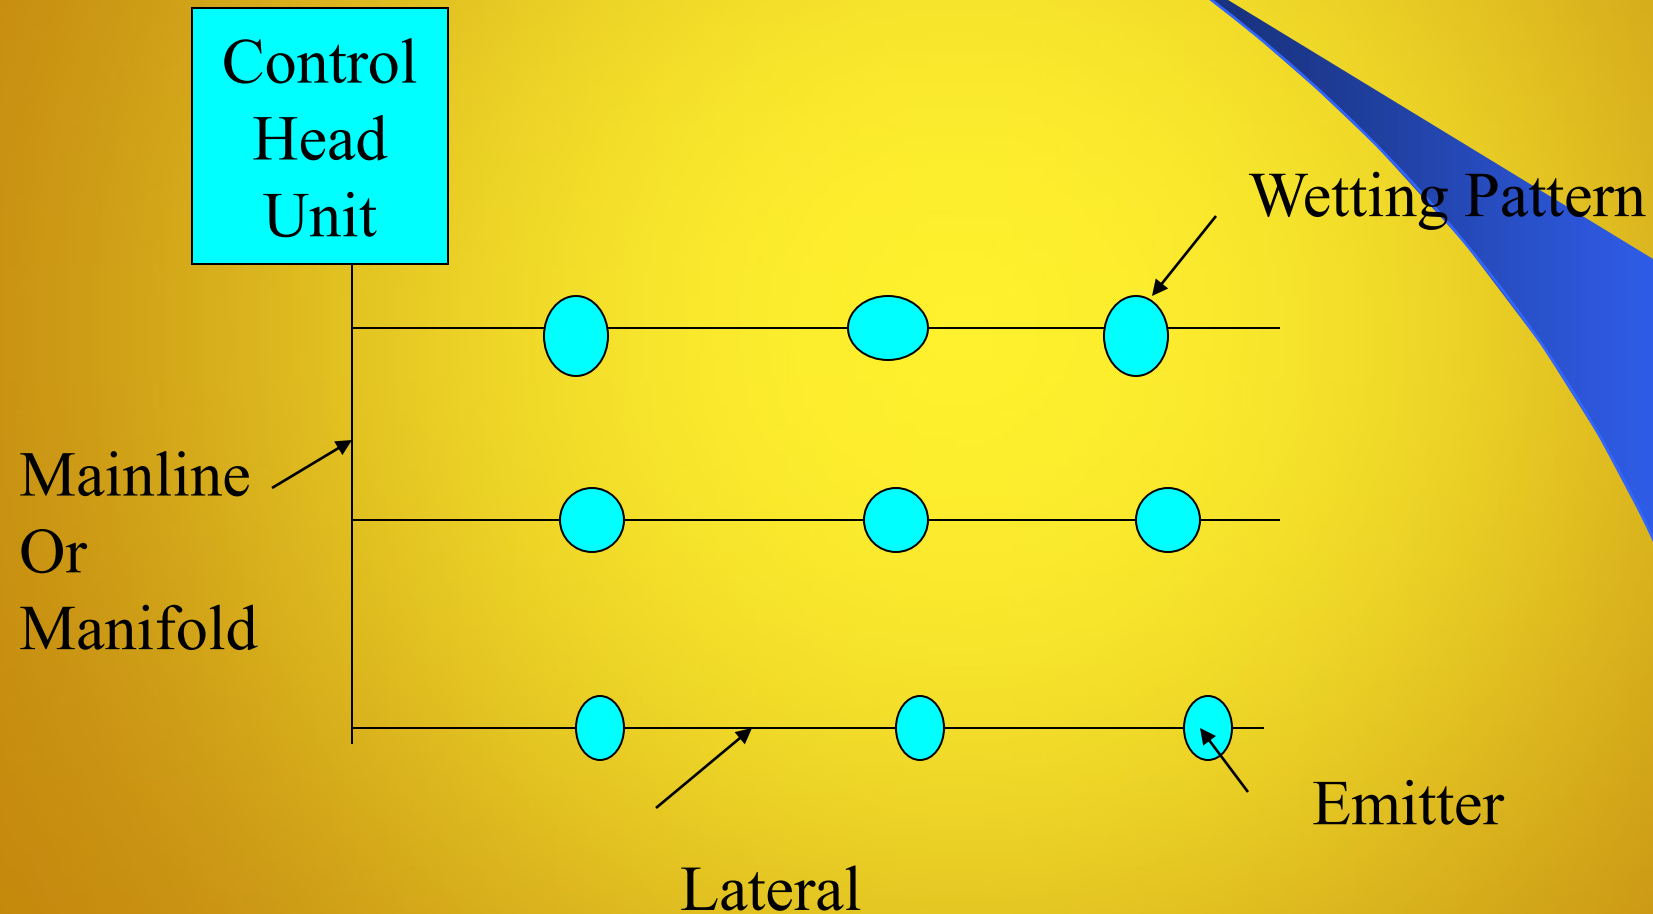 Control
Head
Unit
Wetting Pattern
Mainline
Or
Manifold
Emitter
Lateral